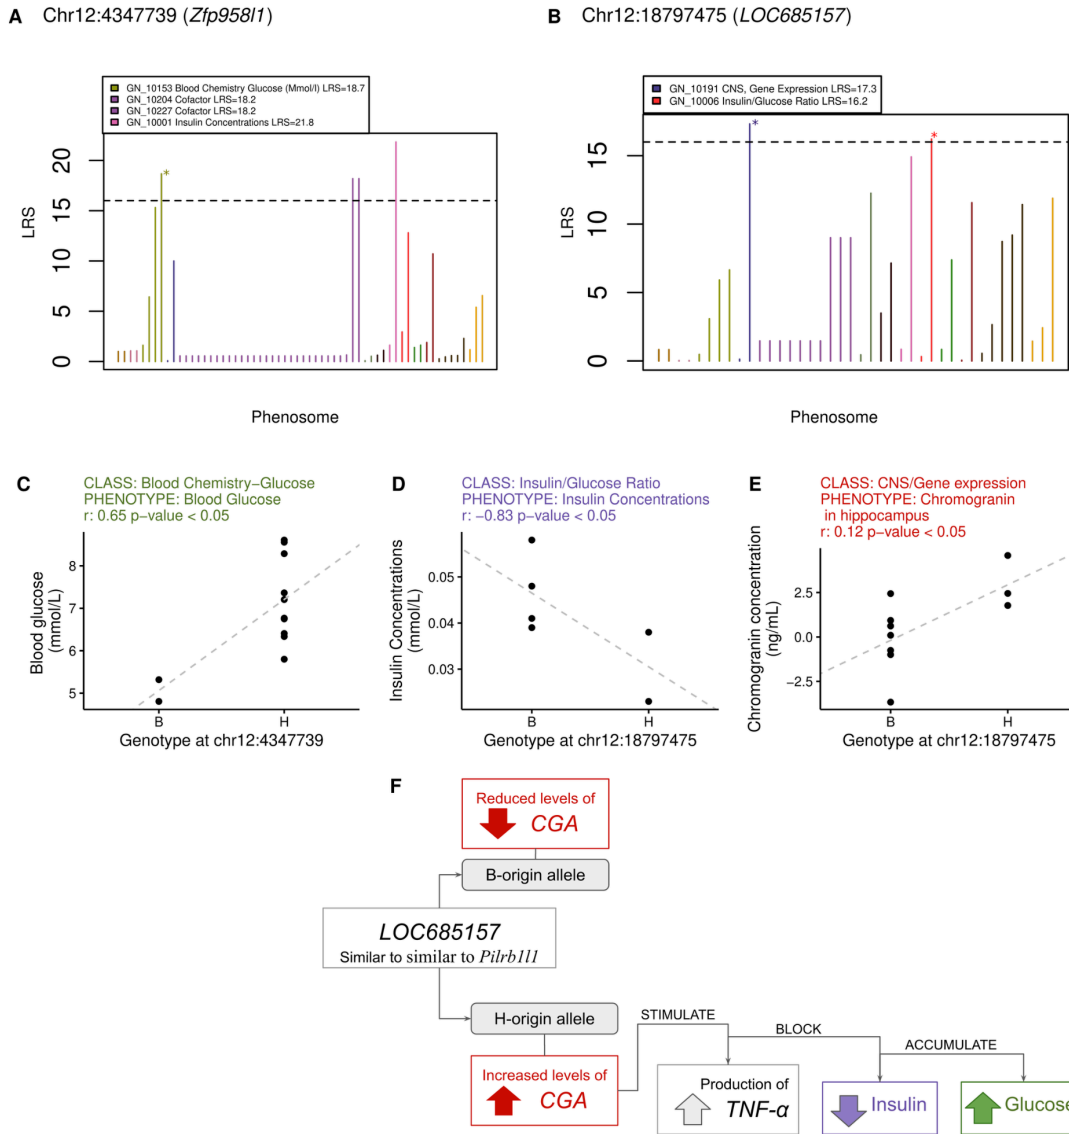 A Chr12:4347739 (Zfp958l1)
GN_10153 Blood Chemistry Glucose (Mmol/l) LRS=18.7
GN_10204 Cofactor LRS=18.2
GN_10227 Cofactor LRS=18.2
GN_10001 Insulin Concentrations LRS=21.8
*
20
15
10
5
0
LRS
Phenosome
B Chr12:18797475 (LOC685157)
GN_10191 CNS, Gene Expression LRS=17.3
GN_10006 Insulin/Glucose Ratio LRS=16.2
*
*
15
10
5
0
LRS
Phenosome
C
CLASS: Blood Chemistry−Glucose
PHENOTYPE: Blood Glucose
r: 0.65 p−value < 0.05
8
7
6
5
Blood glucose
(mmol/L)
B H
Genotype at chr12:4347739
D
CLASS: Insulin/Glucose Ratio
PHENOTYPE: Insulin Concentrations
r: −0.83 p−value < 0.05
0.05
0.04
0.03
Insulin Concentrations
(mmol/L)
B H
Genotype at chr12:18797475
E
CLASS: CNS/Gene expression
PHENOTYPE: Chromogranin
in hippocampus
r: 0.12 p−value < 0.05
2.5
0.0
−2.5
Chromogranin concentration
(ng/mL)
B H
Genotype at chr12:18797475
F
Reduced levels of
CGA
B-origin allele
LOC685157
Similar to similar to Pilrb1l1
H-origin allele
Increased levels of
CGA
STIMULATE
BLOCK
ACCUMULATE
Production of
TNF-α
Insulin
Glucose